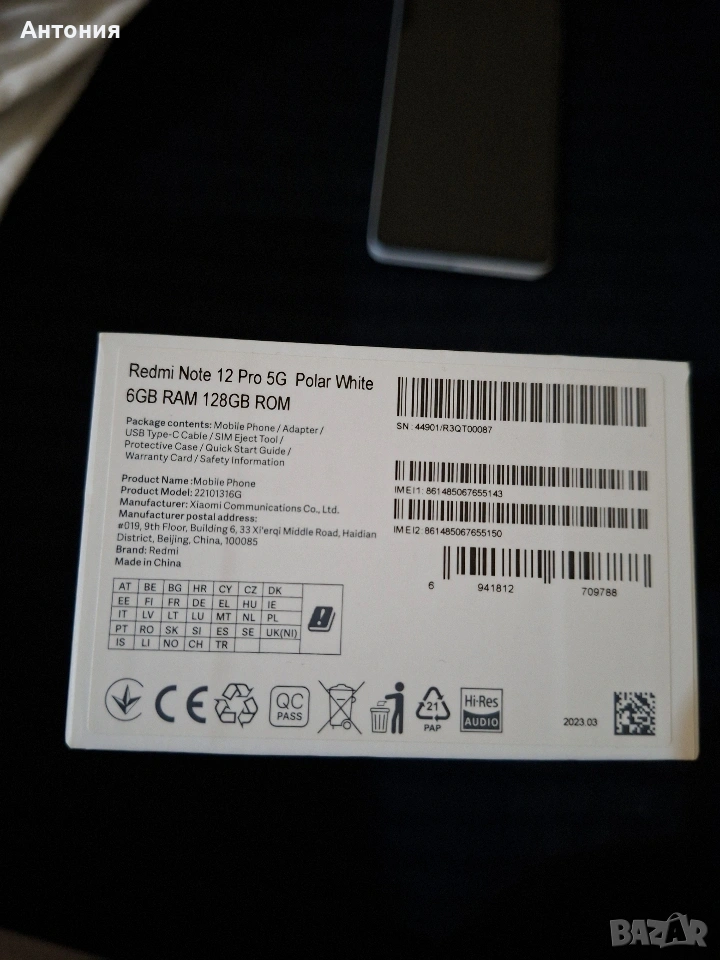 Антония
Redmi Note 12 Pro 5G Polar White
6GB RAM 128GB ROM
Package contents: Mobile Phone / Adapter /
USB Type-C Cable / SIM Eject Tool /
Protective Case / Quick Start Guide /
Warranty Card / Safety Information
Product Name: Mobile Phone
Product Model: 22101316G
Manufacturer: Xiaomi Communications Co., Ltd.
Manufacturer postal address:
#019, 9th Floor, Building 6, 33 Xi'erqi Middle Road, Haidian
District, Beijing, China, 100085
Brand: Redmi
Made in China
AT BE BG HR CY CZ DK
EE FI FR DE EL HU IE
IT LV LT LU MT NL PL
PT RO SK SI ES SE UK(NI)
IS LI NO CH TR
SN: 44901/R3QT00087
IMEI1: 861485067655143
IMEI2: 861485067655150
6 941812 709788
CE
QC
PASS
21
PAP
Hi-Res
AUDIO
2023.03
BAZAR